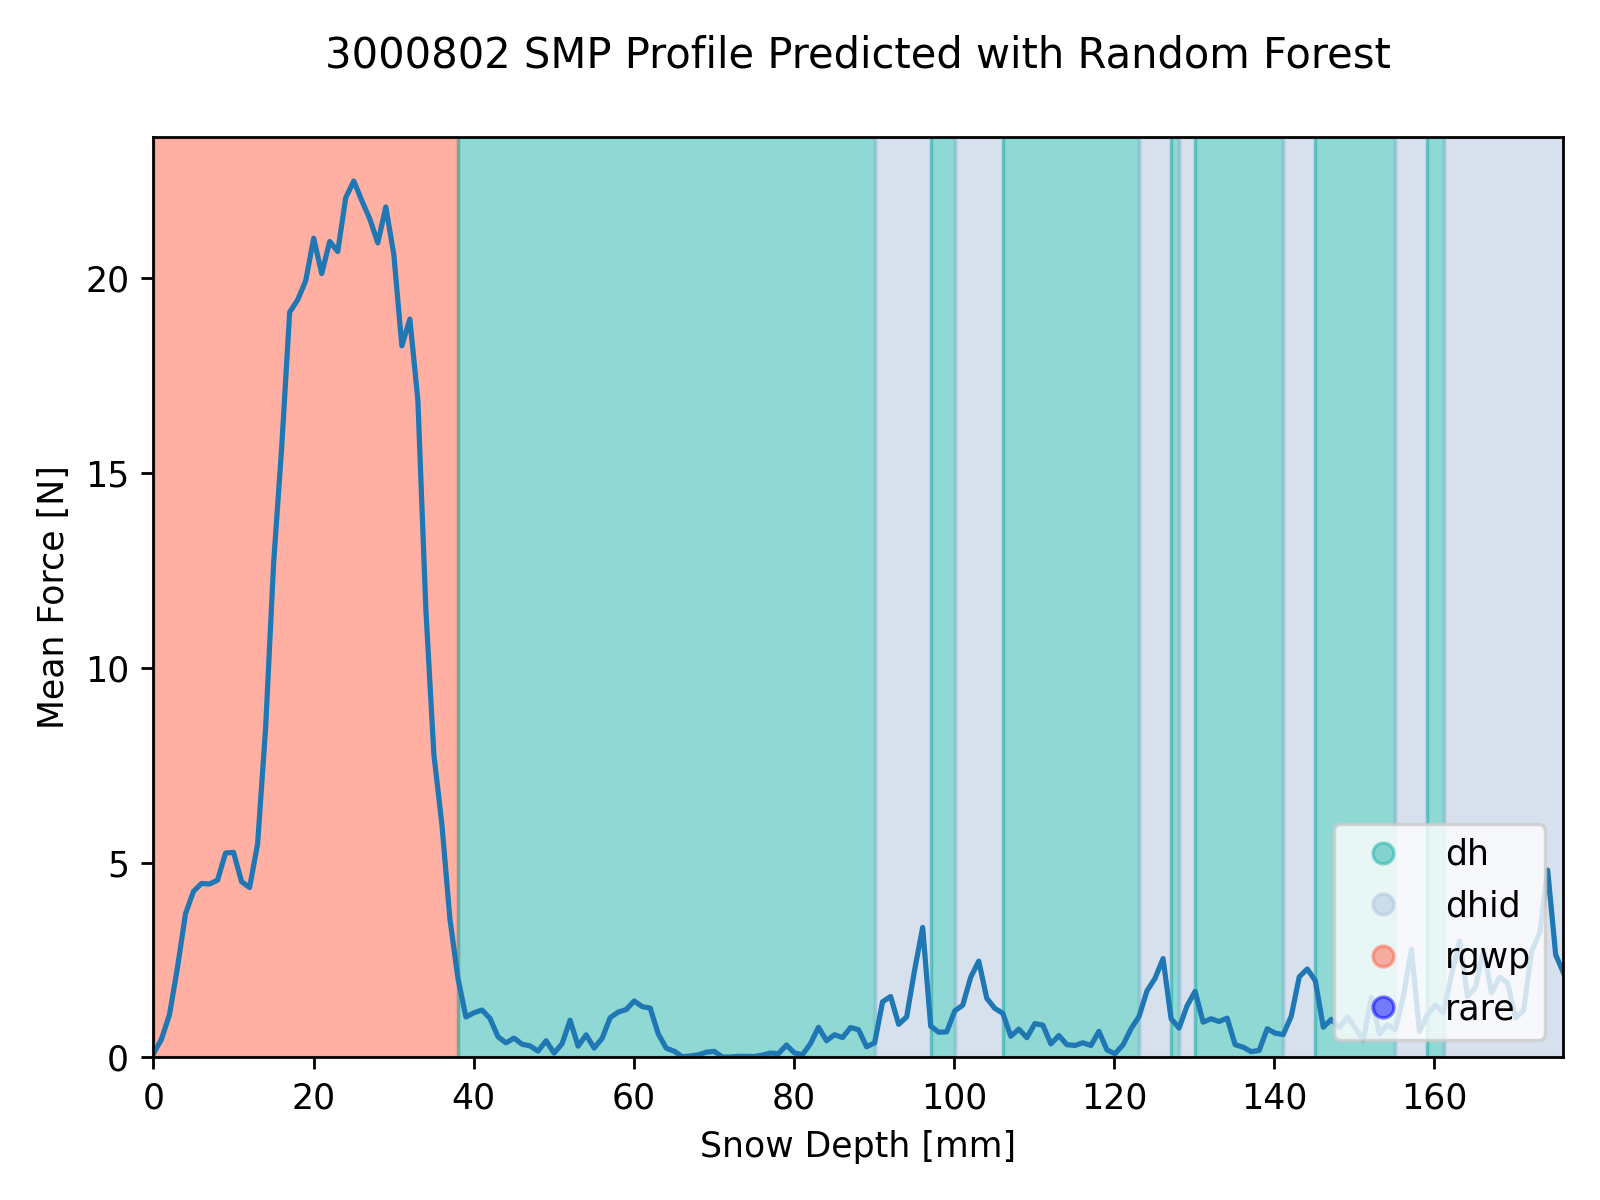 3000802 SMP Profile Predicted with Random Forest
Mean Force [N]
20
15
10
5
0
dh
dhid
rgwp
rare
0 20 40 60 80 100 120 140 160
Snow Depth [mm]